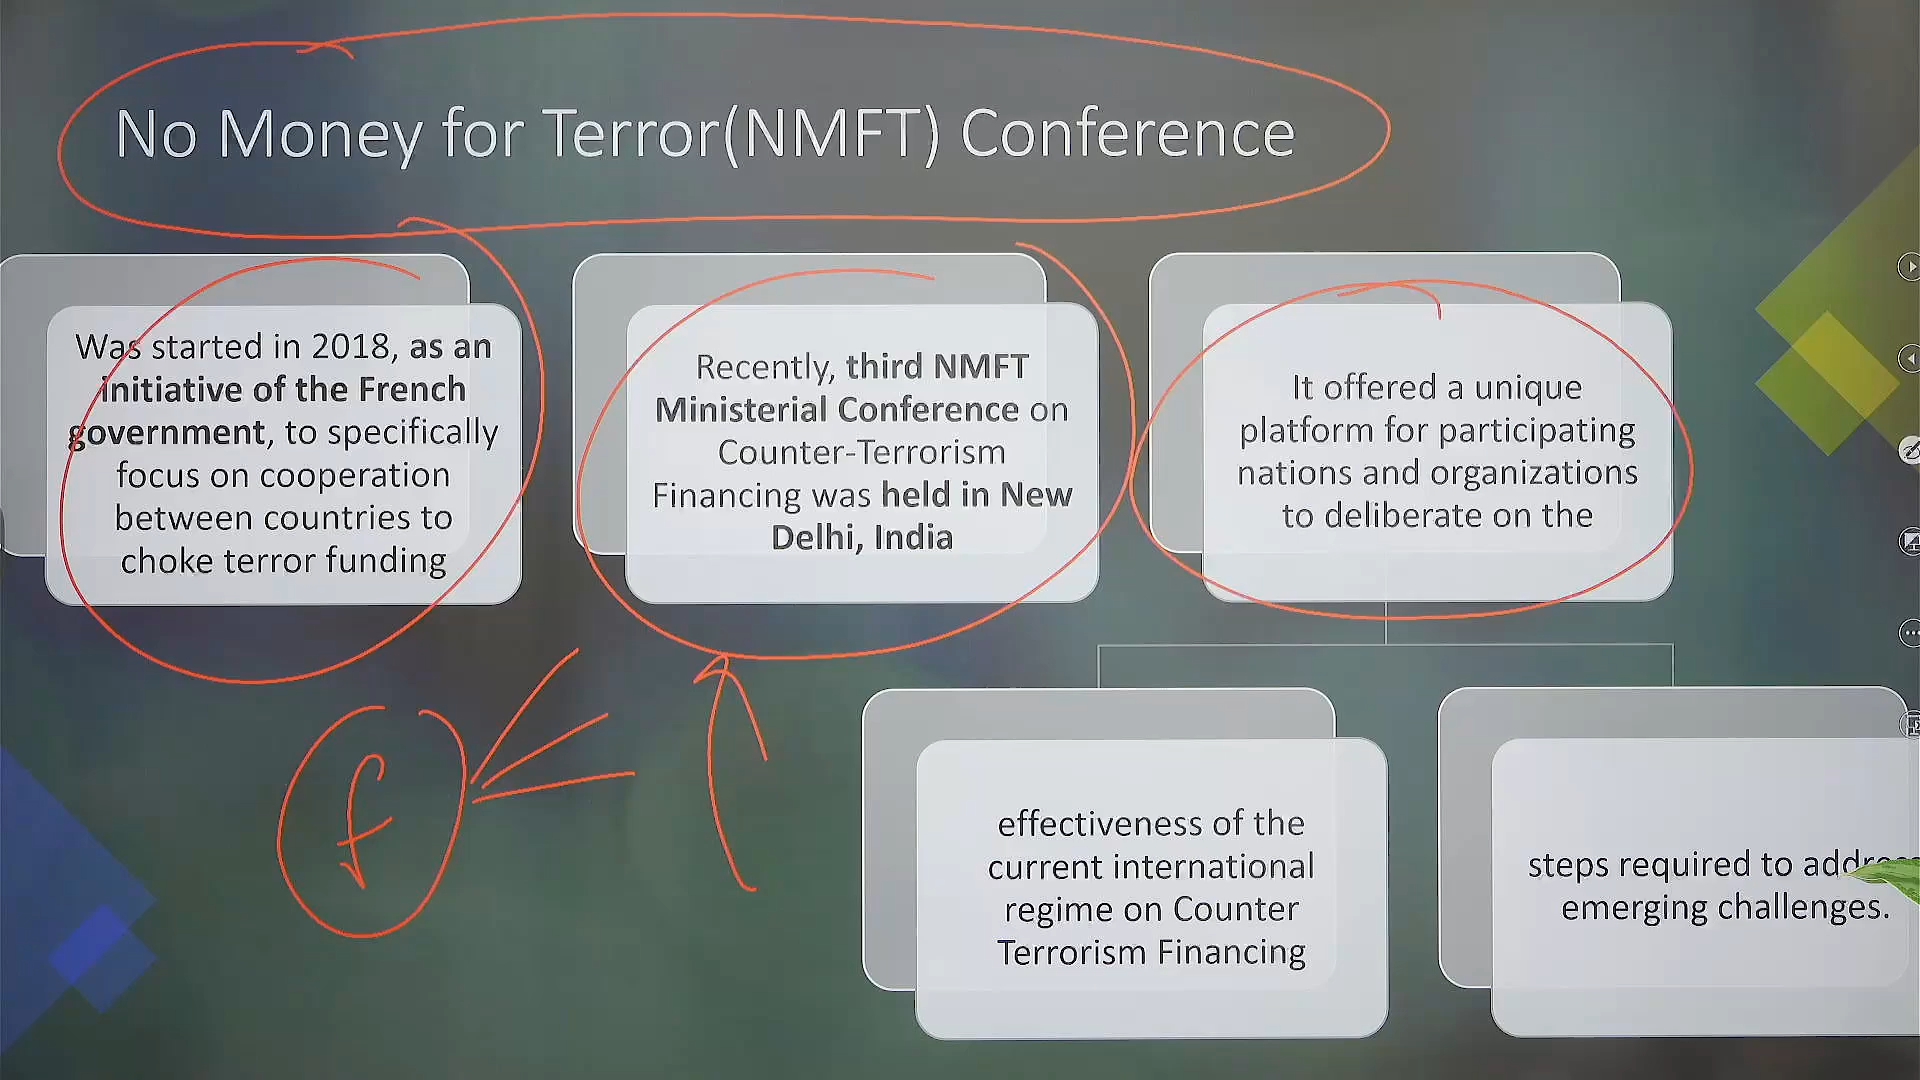 No Money for Terror(NMFT) Conference
Was started in 2018, as an
initiative of the French
government, to specifically
focus on cooperation
between countries to
choke terror funding
Recently, third NMFT
Ministerial Conference on
Counter-Terrorism
Financing was held in New
Delhi, India
It offered a unique
platform for participating
nations and organizations
to deliberate on the
effectiveness of the
current international
regime on Counter
Terrorism Financing
steps required to
emerging challenges.
f